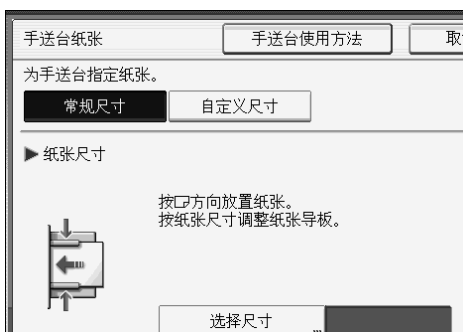 手送台纸张
手送台使用方法
取
为手送台指定纸张。
常规尺寸
自定义尺寸
▶ 纸张尺寸
按方向放置纸张。
按纸张尺寸调整纸张导板。
选择尺寸